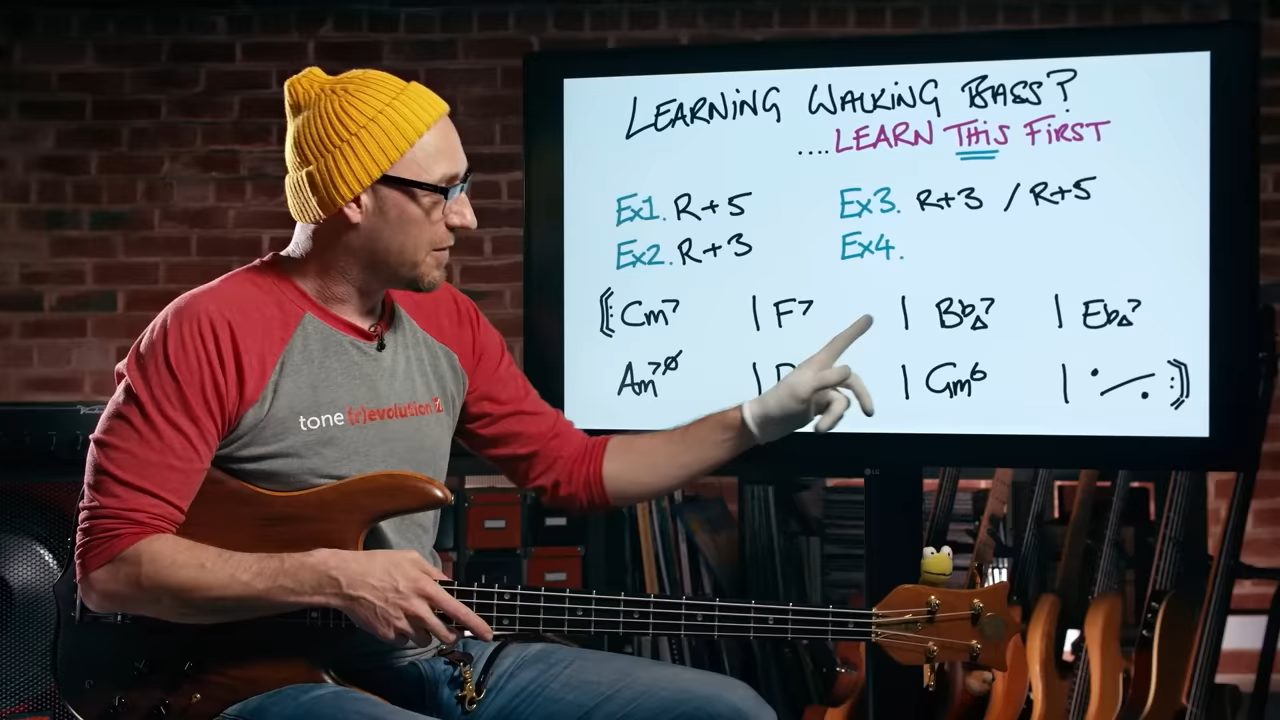 LEARNING WALKING BASS?
....LEARN THIS FIRST
Ex1. R+5
Ex3. R+3 / R+5
Ex2. R+3
Ex4.
Cm7 | F7 | Bb△7 | Eb△7
Am7ø | D | Gm6 | ٪
tone (r)evolution
LG